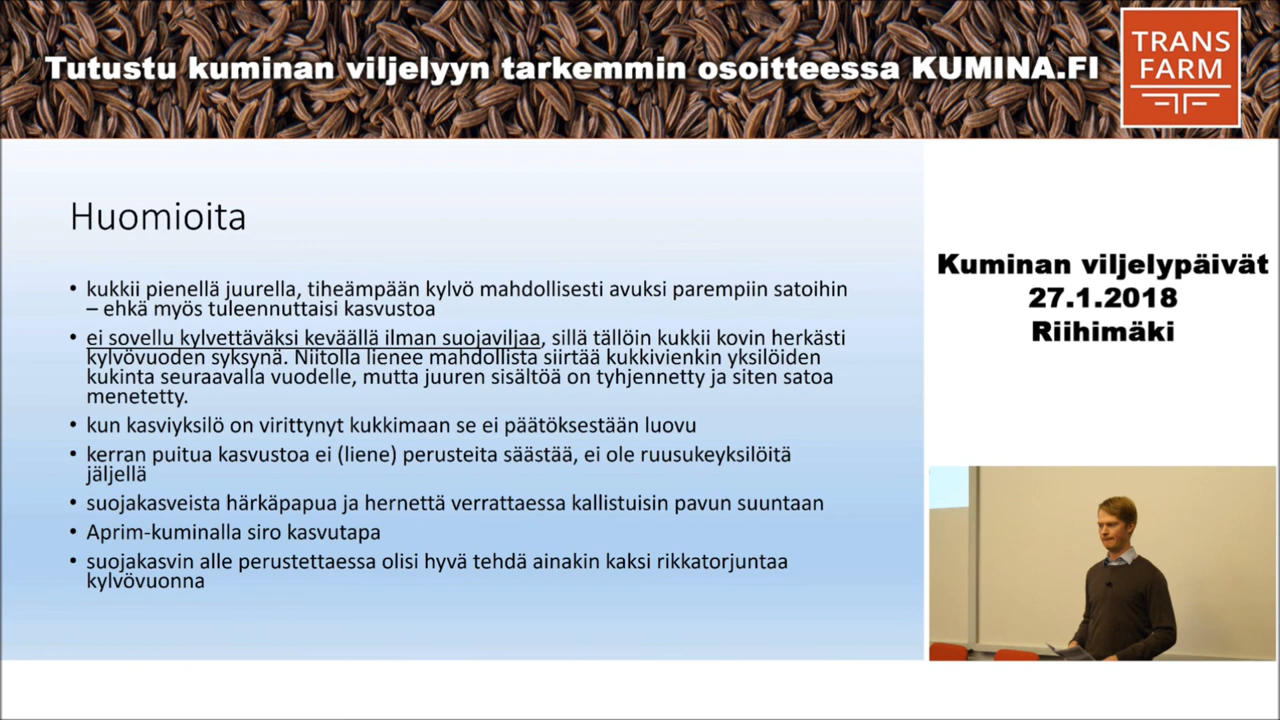 Tutustu kuminan viljelyyn tarkemmin osoitteessa KUMINA.FI
TRANS
FARM
Huomioita
• kukkii pienellä juurella, tiheämpään kylvö mahdollisesti avuksi parempiin satoihin
– ehkä myös tuleennuttaisi kasvustoa
• ei sovellu kylvettäväksi keväällä ilman suojaviljaa, sillä tällöin kukkii kovin herkästi
kylvövuoden syksynä. Niitolla lienee mahdollista siirtää kukkivienkin yksilöiden
kukinta seuraavalla vuodelle, mutta juuren sisältöä on tyhjennetty ja siten satoa
menetetty.
• kun kasviyksilö on virittynyt kukkimaan se ei päätöksestään luovu
• kerran puitua kasvustoa ei (liene) perusteita säästää, ei ole ruusukeyksilöitä
jäljellä
• suojakasveista härkäpapua ja hernettä verrattaessa kallistuisin pavun suuntaan
• Aprim-kuminalla siro kasvutapa
• suojakasvin alle perustettaessa olisi hyvä tehdä ainakin kaksi rikkatorjuntaa
kylvövuonna
Kuminan viljelypäivät
27.1.2018
Riihimäki